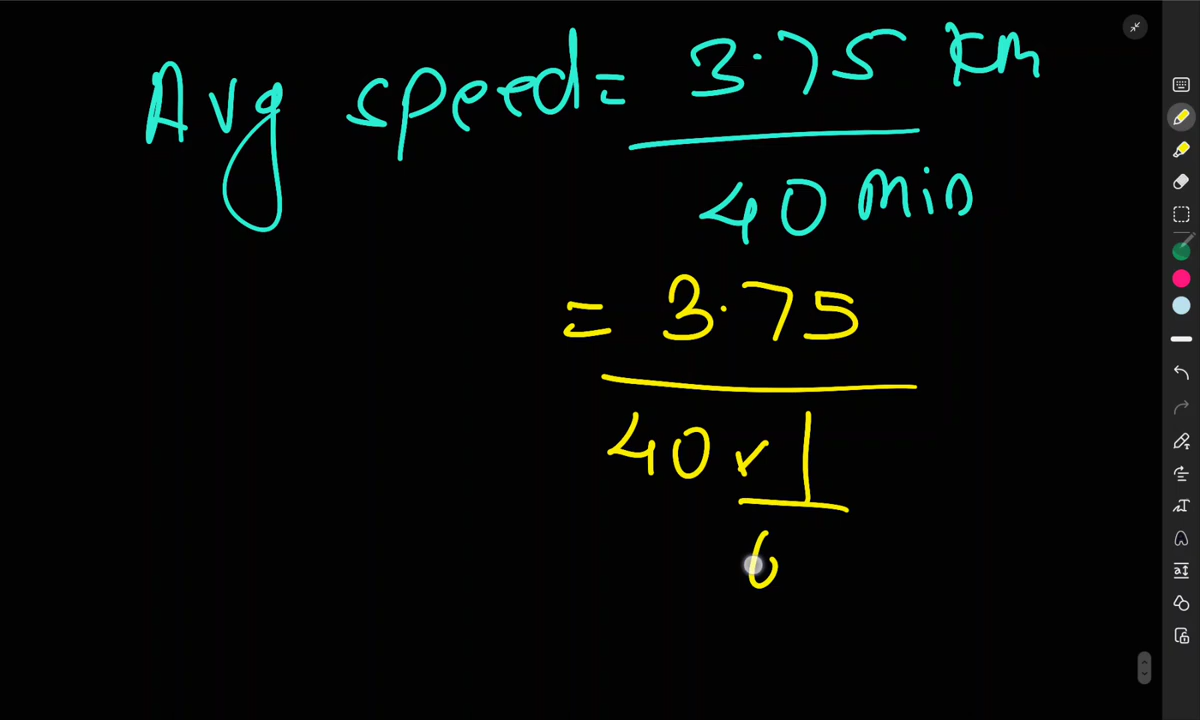 Avg speed = 3.75 km
40 min
= 3.75
40 × 1
6